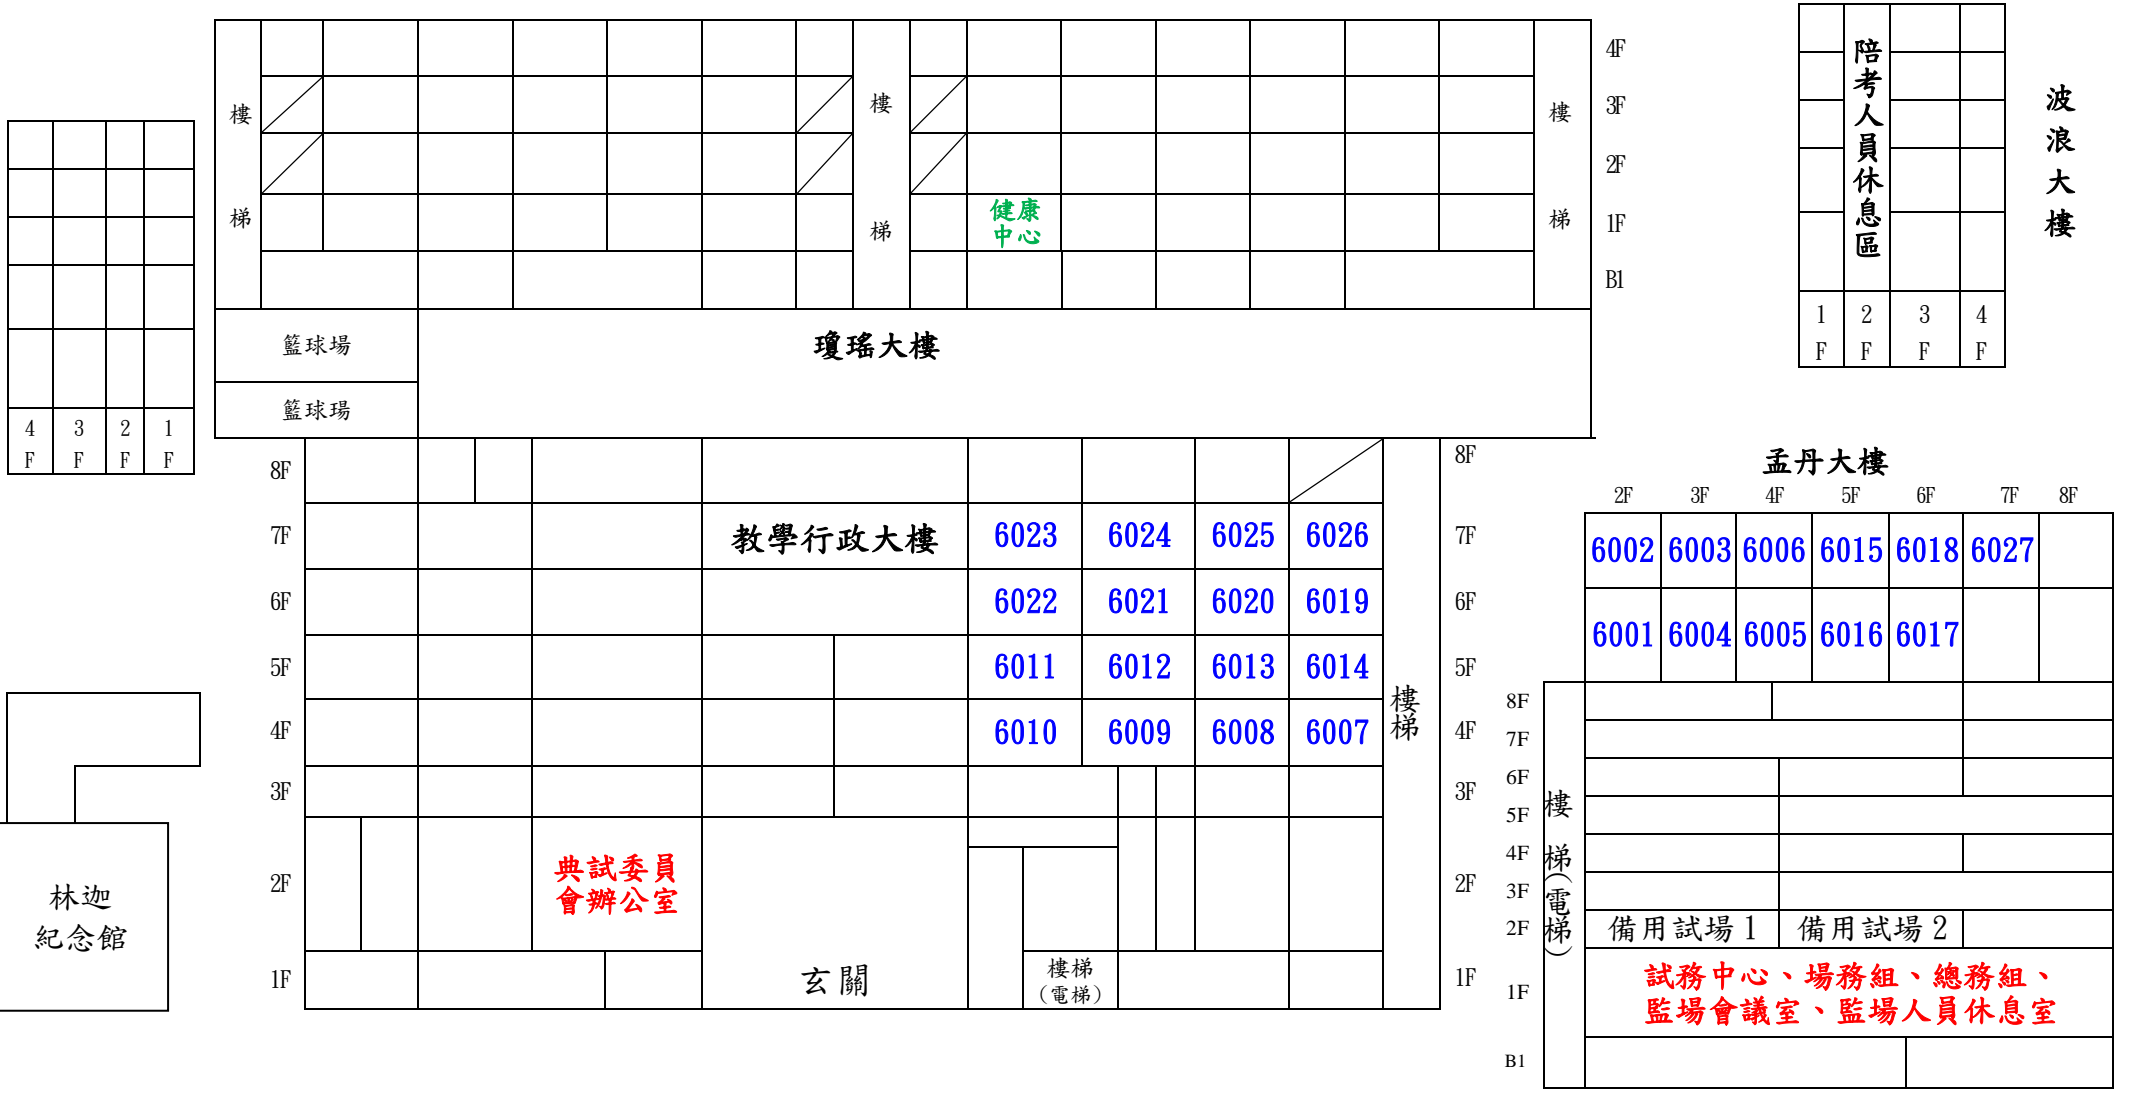 樓
梯
樓
梯
樓
梯
4F
3F
2F
1F
B1
健康
中心
籃球場
籃球場
瓊瑤大樓
陪考人員休息區
1F
2F
3F
4F
波浪大樓
4F
3F
2F
1F
8F
7F
6F
5F
4F
3F
2F
1F
教學行政大樓
6023 6024 6025 6026
6022 6021 6020 6019
6011 6012 6013 6014
6010 6009 6008 6007
典試委員
會辦公室
玄關
樓梯
(電梯)
樓梯
8F
7F
6F
5F
4F
3F
2F
1F
林迦
紀念館
孟丹大樓
2F 3F 4F 5F 6F 7F 8F
6002 6003 6006 6015 6018 6027
6001 6004 6005 6016 6017
8F
7F
6F
5F
4F
3F
2F
1F
B1
樓梯(電梯)
備用試場1 備用試場2
試務中心、場務組、總務組、
監場會議室、監場人員休息室